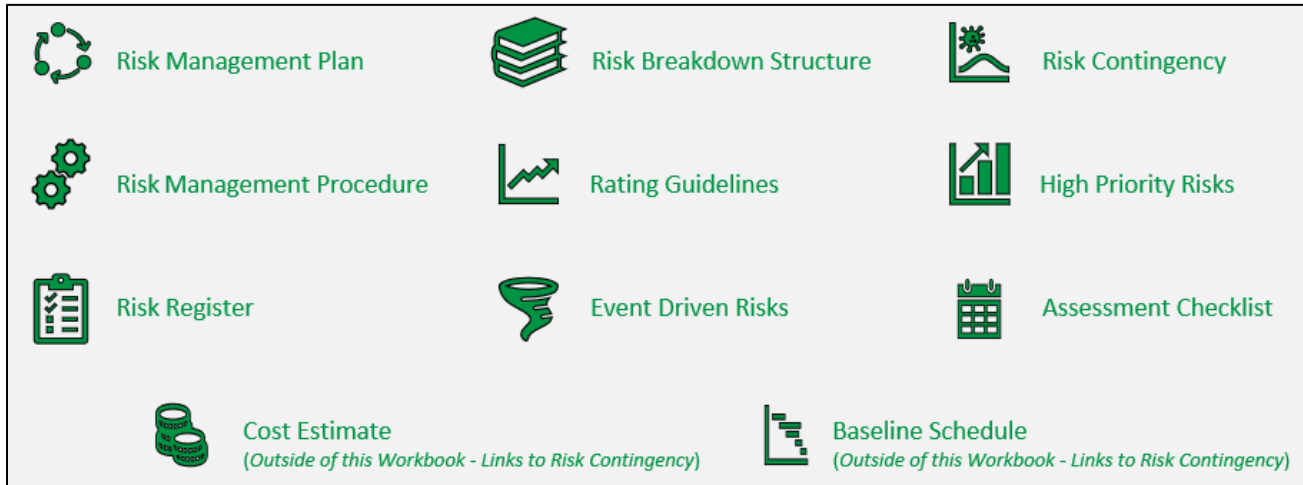 Risk Management Plan
Risk Breakdown Structure
Risk Contingency
Risk Management Procedure
Rating Guidelines
High Priority Risks
Risk Register
Event Driven Risks
Assessment Checklist
Cost Estimate
(Outside of this Workbook - Links to Risk Contingency)
Baseline Schedule
(Outside of this Workbook - Links to Risk Contingency)